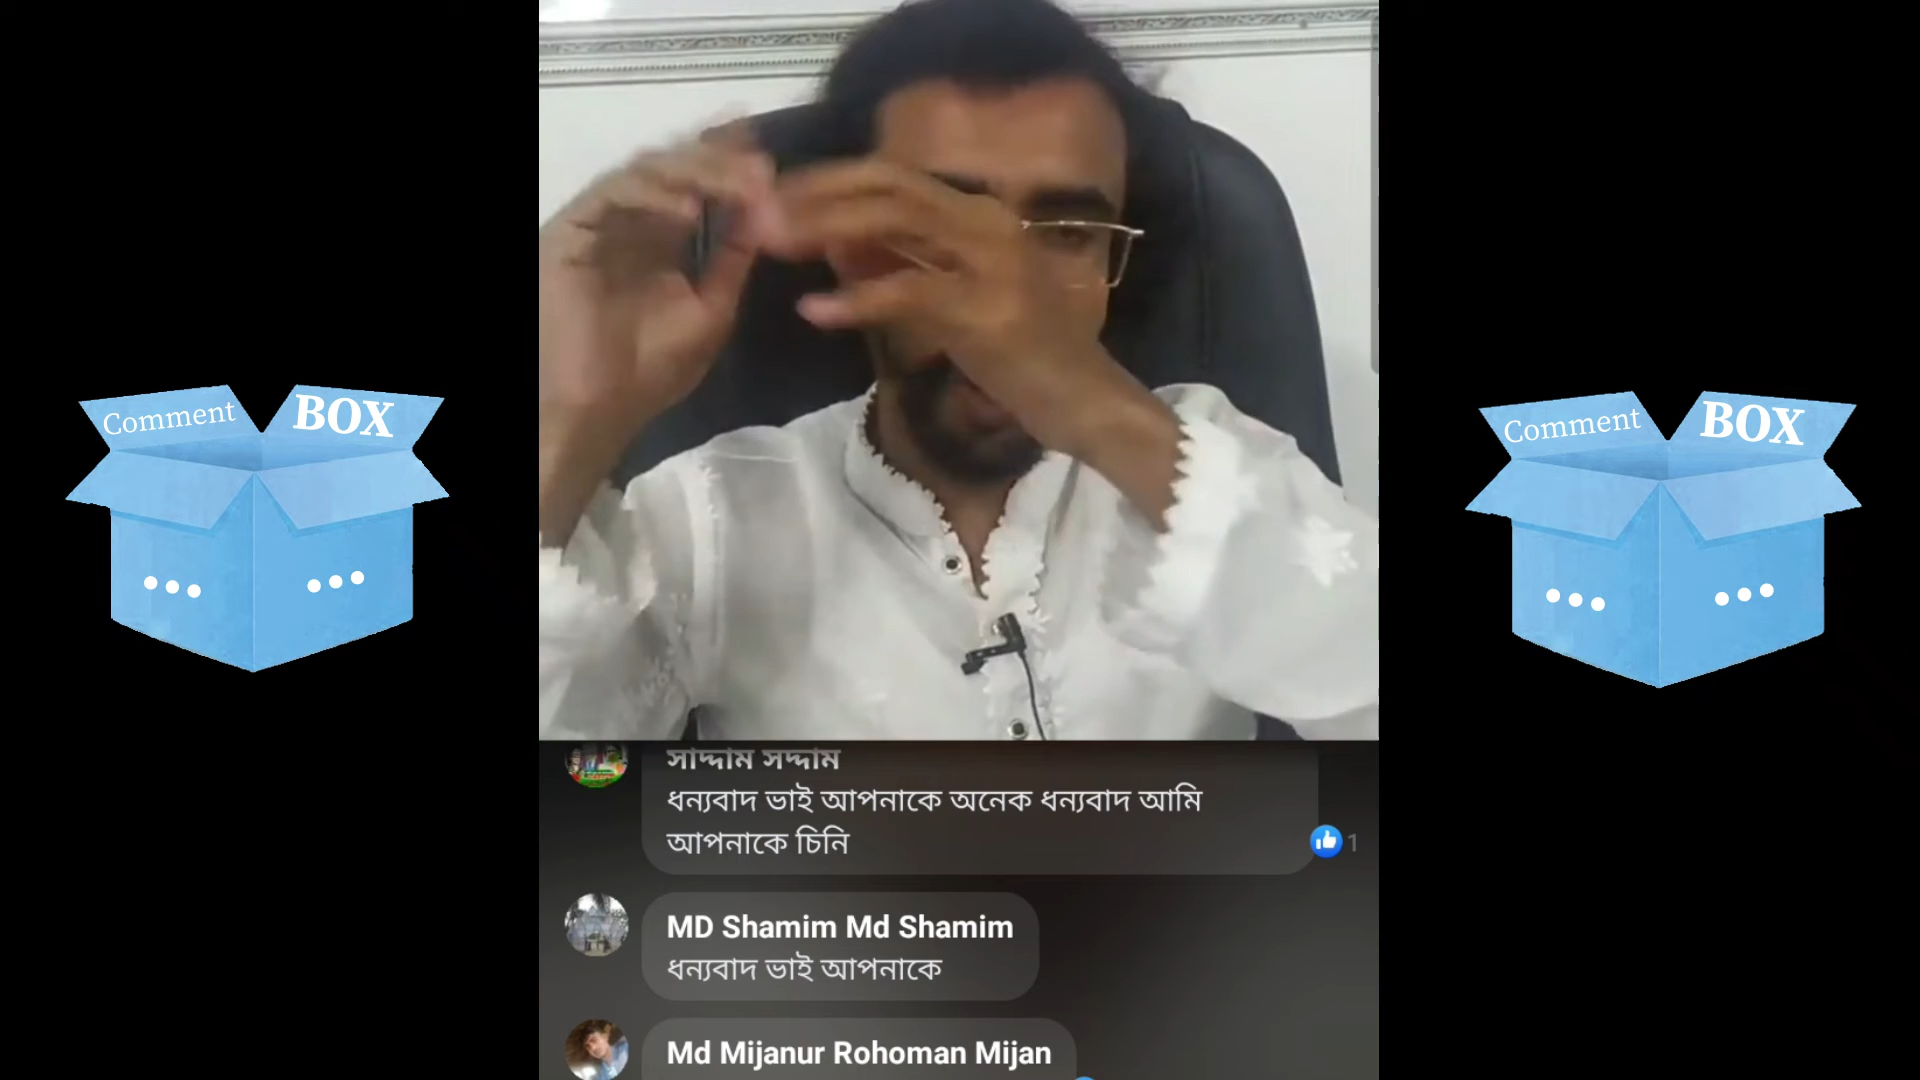 Comment BOX
Comment BOX
সাদ্দাম সদ্দাম
ধন্যবাদ ভাই আপনাকে অনেক ধন্যবাদ আমি
আপনাকে চিনি
1
MD Shamim Md Shamim
ধন্যবাদ ভাই আপনাকে
Md Mijanur Rohoman Mijan